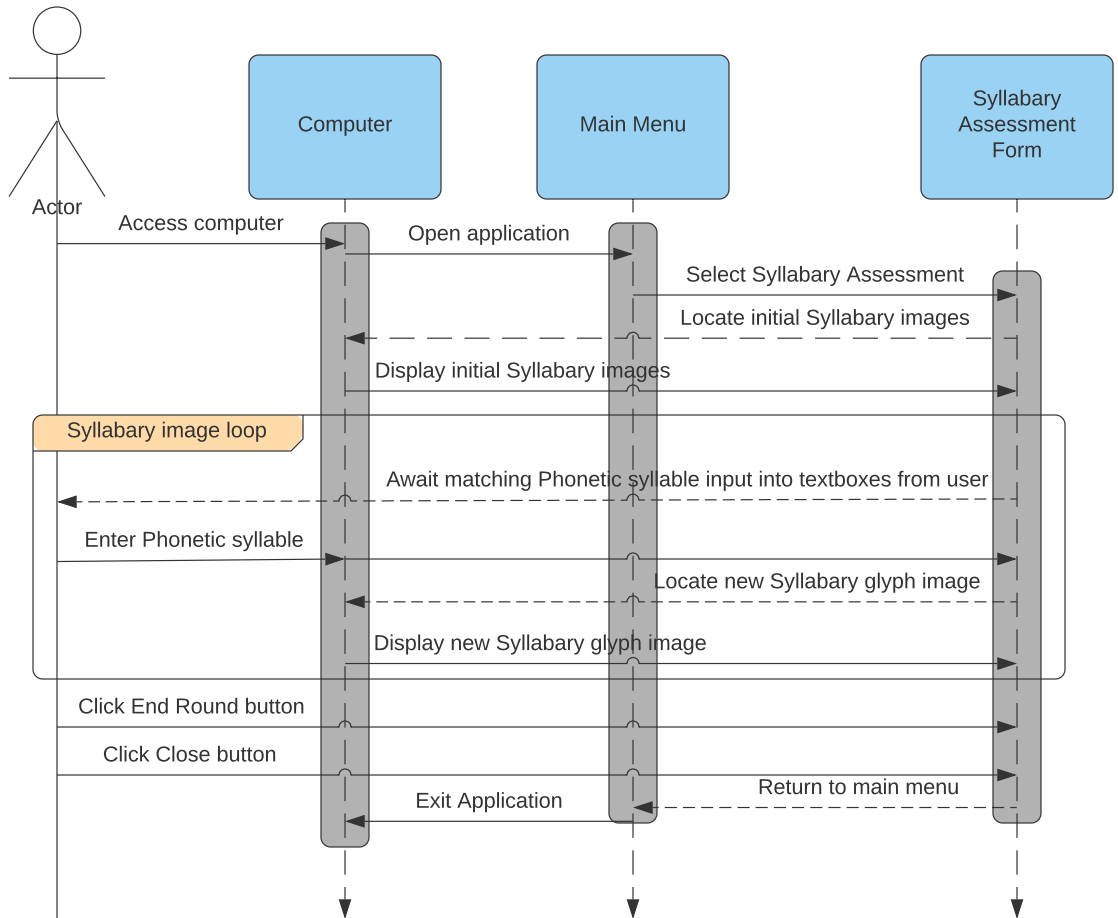 Computer
Main Menu
Syllabary
Assessment
Form
Actor
Access computer
Open application
Select Syllabary Assessment
Locate initial Syllabary images
Display initial Syllabary images
Syllabary image loop
Await matching Phonetic syllable input into textboxes from user
Enter Phonetic syllable
Locate new Syllabary glyph image
Display new Syllabary glyph image
Click End Round button
Click Close button
Return to main menu
Exit Application